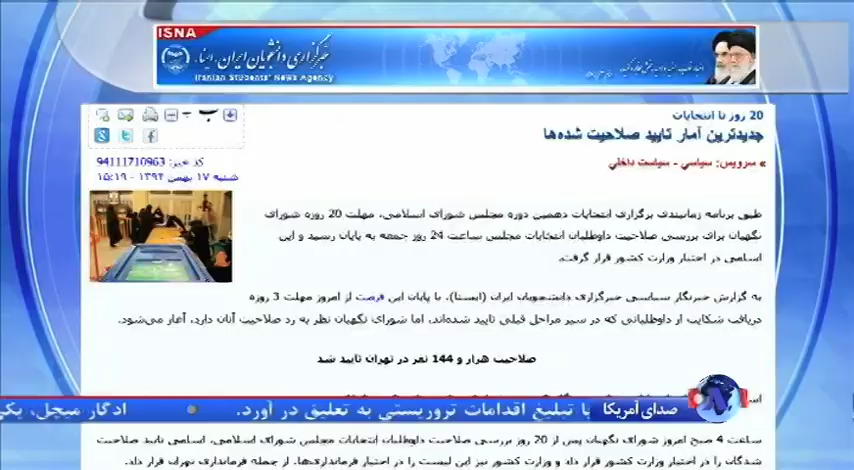 ISNA
خبرگزاری دانشجویان ایران، ایسنا
Iranian Students' News Agency
20 روز تا انتخابات
جدیدترین آمار تایید صلاحیت شده‌ها
» سرویس: سیاسی - سیاست داخلی
کد خبر: 94111710963
شنبه ۱۷ بهمن ۱۳۹۴ - ۱۵:۱۹
طبق برنامه زمانبندی برگزاری انتخابات دهمین دوره مجلس شورای اسلامی، مهلت 20 روزه شورای
نگهبان برای بررسی صلاحیت داوطلبان انتخابات مجلس ساعت 24 روز جمعه به پایان رسید و این
اسامی در اختیار وزارت کشور قرار گرفت.
به گزارش خبرنگار سیاسی خبرگزاری دانشجویان ایران (ایسنا)، با پایان این فرصت از امروز مهلت 3 روزه
دریافت شکایت از داوطلبانی که در سیر مراحل قبلی تایید شده‌اند، اما شورای نگهبان نظر به رد صلاحیت آنان دارد، آغاز می‌شود.
صلاحیت هزار و 144 نفر در تهران تایید شد
صدای آمریکا
با تبلیغ اقدامات تروریستی به تعلیق در آورد. ادگار میچل، یکی
ساعت 4 صبح امروز شورای نگهبان پس از 20 روز بررسی صلاحیت داوطلبان انتخابات مجلس شورای اسلامی، اسامی تایید صلاحیت
شدگان را در اختیار وزارت کشور قرار داد و وزارت کشور نیز این لیست را در اختیار فرمانداری‌ها، از جمله فرمانداری تهران قرار داد.